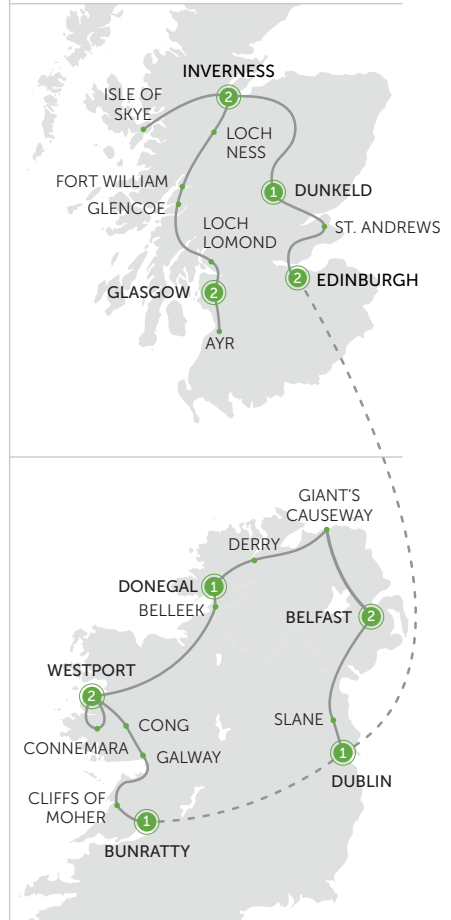 INVERNESS
2
ISLE OF
SKYE
LOCH
NESS
FORT WILLIAM
1
DUNKELD
GLENCOE
ST. ANDREWS
LOCH
LOMOND
2
EDINBURGH
GLASGOW
2
AYR
GIANT'S
CAUSEWAY
DERRY
DONEGAL
1
BELLEEK
BELFAST
2
WESTPORT
2
SLANE
CONG
CONNEMARA
GALWAY
1
DUBLIN
CLIFFS OF
MOHER
1
BUNRATTY